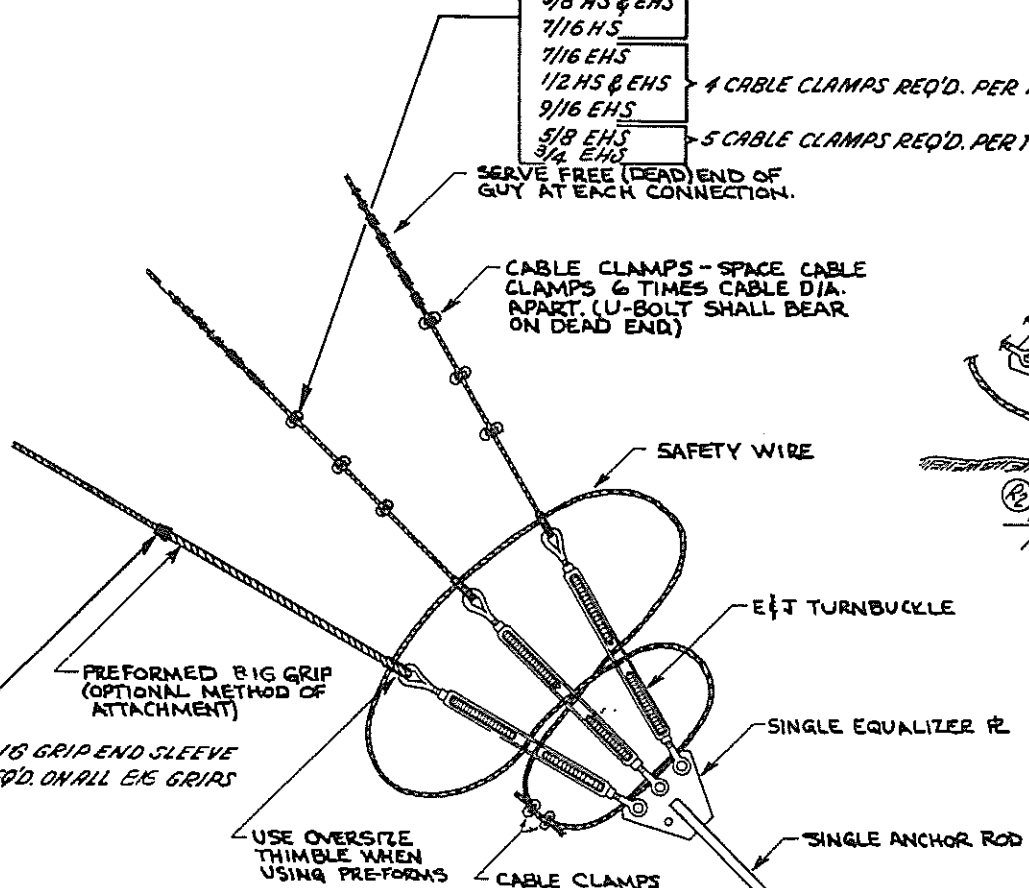 HS & EHS
7/16 HS
7/16 EHS
1/2 HS & EHS
9/16 EHS
4 CABLE CLAMPS REQ'D. PER
5/8 EHS
3/4 EHS
5 CABLE CLAMPS REQ'D. PER
SERVE FREE (DEAD) END OF
GUY AT EACH CONNECTION.
CABLE CLAMPS - SPACE CABLE
CLAMPS 6 TIMES CABLE DIA.
APART. (U-BOLT SHALL BEAR
ON DEAD END)
SAFETY WIRE
E&J TURNBUCKLE
PREFORMED BIG GRIP
(OPTIONAL METHOD OF
ATTACHMENT)
GRIP END SLEEVE
ON ALL GRIPS
SINGLE EQUALIZER PL
USE OVERSIZE
THIMBLE WHEN
USING PRE-FORMS
CABLE CLAMPS
SINGLE ANCHOR ROD